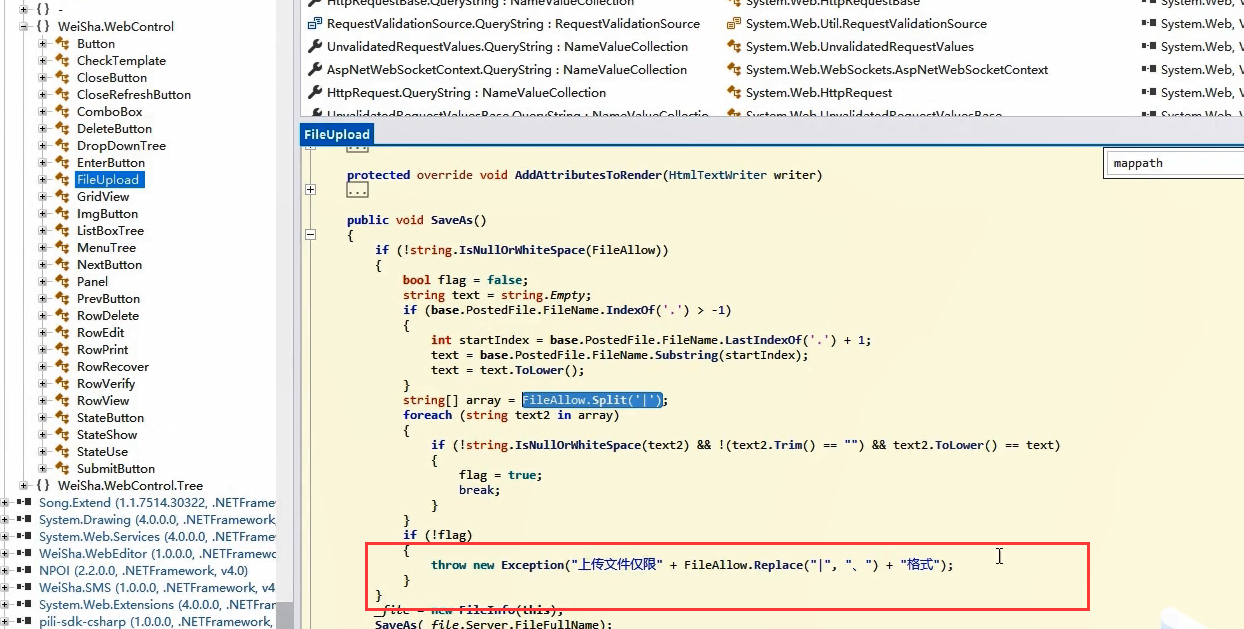 { } -
{ } WeiSha.WebControl
Button
CheckTemplate
CloseButton
CloseRefreshButton
ComboBox
DeleteButton
DropDownTree
EnterButton
FileUpload
GridView
ImgButton
ListBoxTree
MenuTree
NextButton
Panel
PrevButton
RowDelete
RowEdit
RowPrint
RowRecover
RowVerify
RowView
StateButton
StateShow
StateUse
SubmitButton
{ } WeiSha.WebControl.Tree
Song.Extend (1.1.7514.30322, .NETFrame
System.Drawing (4.0.0.0, .NETFramework,
System.Web.Services (4.0.0.0, .NETFrame
WeiSha.WebEditor (1.0.0.0, .NETFramewo
NPOI (2.2.0.0, .NETFramework, v4.0)
WeiSha.SMS (1.0.0.0, .NETFramework, v4
System.Web.Extensions (4.0.0.0, .NETFran
pili-sdk-csharp (1.0.0.0, .NETFramework,
HttpRequestBase.QueryString : NameValueCollection System.Web.HttpRequestBase System.Web, V
RequestValidationSource.QueryString : RequestValidationSource System.Web.Util.RequestValidationSource System.Web, V
UnvalidatedRequestValues.QueryString : NameValueCollection System.Web.UnvalidatedRequestValues System.Web, V
AspNetWebSocketContext.QueryString : NameValueCollection System.Web.WebSockets.AspNetWebSocketContext System.Web, V
HttpRequest.QueryString : NameValueCollection System.Web.HttpRequest System.Web, V
UnvalidatedRequestValuesBase.QueryString : NameValueCollectio System.Web.UnvalidatedRequestValuesBase System.Web, V
FileUpload
mappath
...
protected override void AddAttributesToRender(HtmlTextWriter writer)
...
public void SaveAs()
{
if (!string.IsNullOrWhiteSpace(FileAllow))
{
bool flag = false;
string text = string.Empty;
if (base.PostedFile.FileName.IndexOf('.') > -1)
{
int startIndex = base.PostedFile.FileName.LastIndexOf('.') + 1;
text = base.PostedFile.FileName.Substring(startIndex);
text = text.ToLower();
}
string[] array = FileAllow.Split('|');
foreach (string text2 in array)
{
if (!string.IsNullOrWhiteSpace(text2) && !(text2.Trim() == "") && text2.ToLower() == text)
{
flag = true;
break;
}
}
if (!flag)
{
throw new Exception("上传文件仅限" + FileAllow.Replace("|", "、") + "格式");
}
}
_file = new FileInfo(this);
SaveAs(_file.Server.FileFullName);